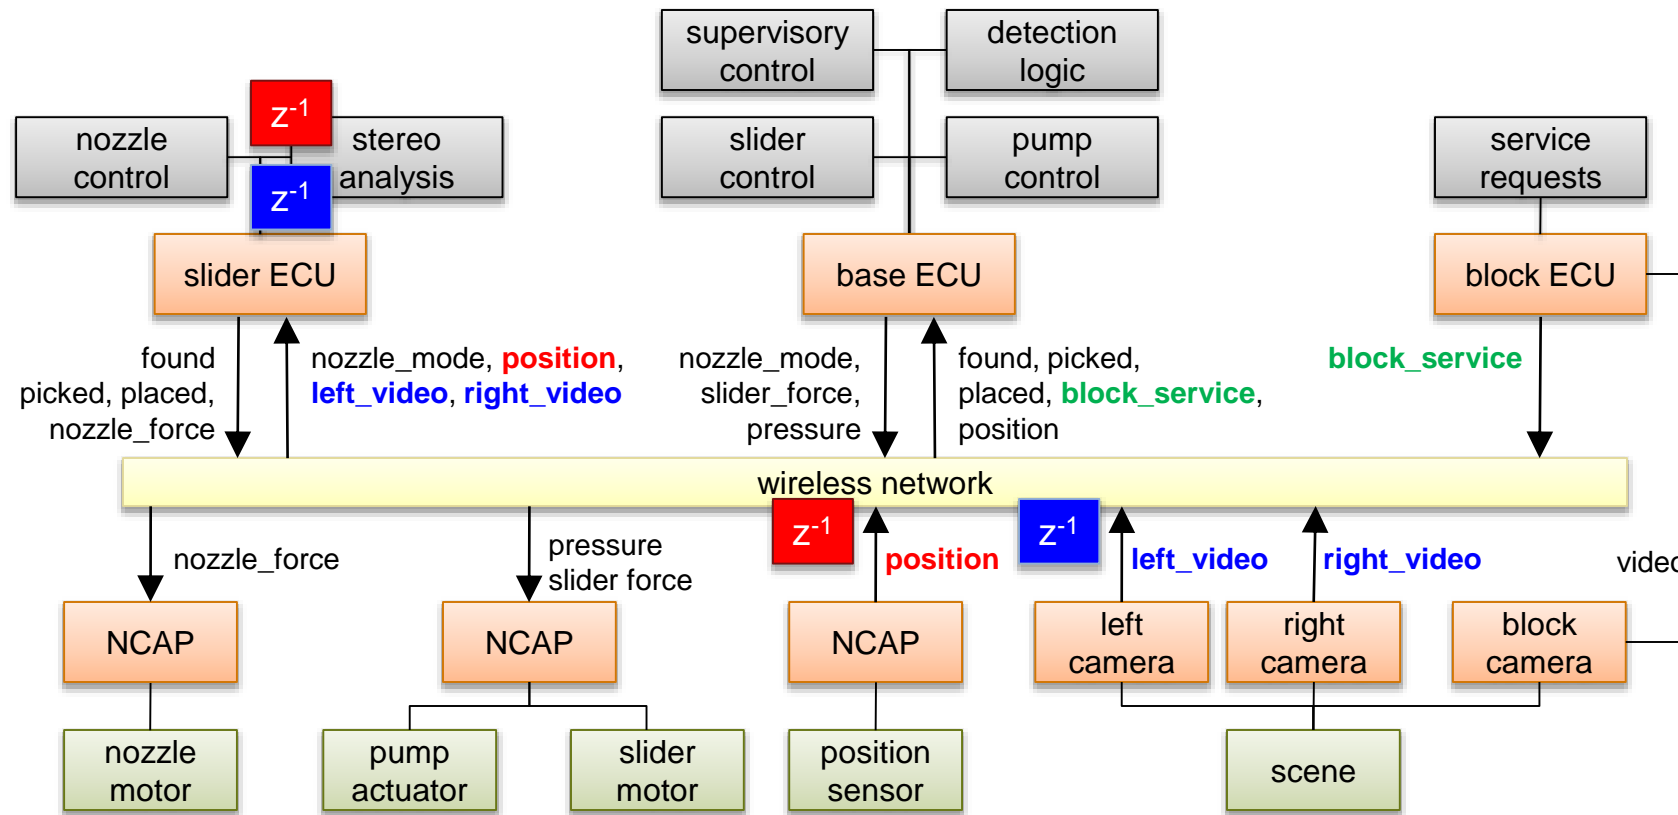 supervisory
control
detection
logic
z⁻¹
nozzle
control
stereo
analysis
z⁻¹
slider
control
pump
control
service
requests
slider ECU
base ECU
block ECU
found
picked, placed,
nozzle_force
nozzle_mode, position,
left_video, right_video
nozzle_mode,
slider_force,
pressure
found, picked,
placed, block_service,
position
block_service
wireless network
nozzle_force
pressure
slider force
z⁻¹
position
z⁻¹
left_video
right_video
video
NCAP
NCAP
NCAP
left
camera
right
camera
block
camera
nozzle
motor
pump
actuator
slider
motor
position
sensor
scene